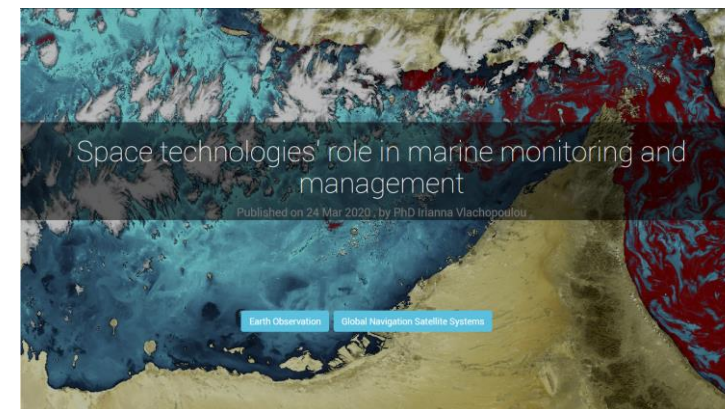 Space technologies' role in marine monitoring and
management
Published on 24 Mar 2020 , by PhD Irianna Vlachopoulou
Earth Observation
Global Navigation Satellite Systems